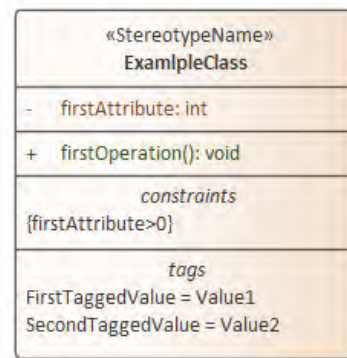 «StereotypeName»
ExamlpleClass
- firstAttribute: int
+ firstOperation(): void
constraints
{firstAttribute>0}
tags
FirstTaggedValue = Value1
SecondTaggedValue = Value2